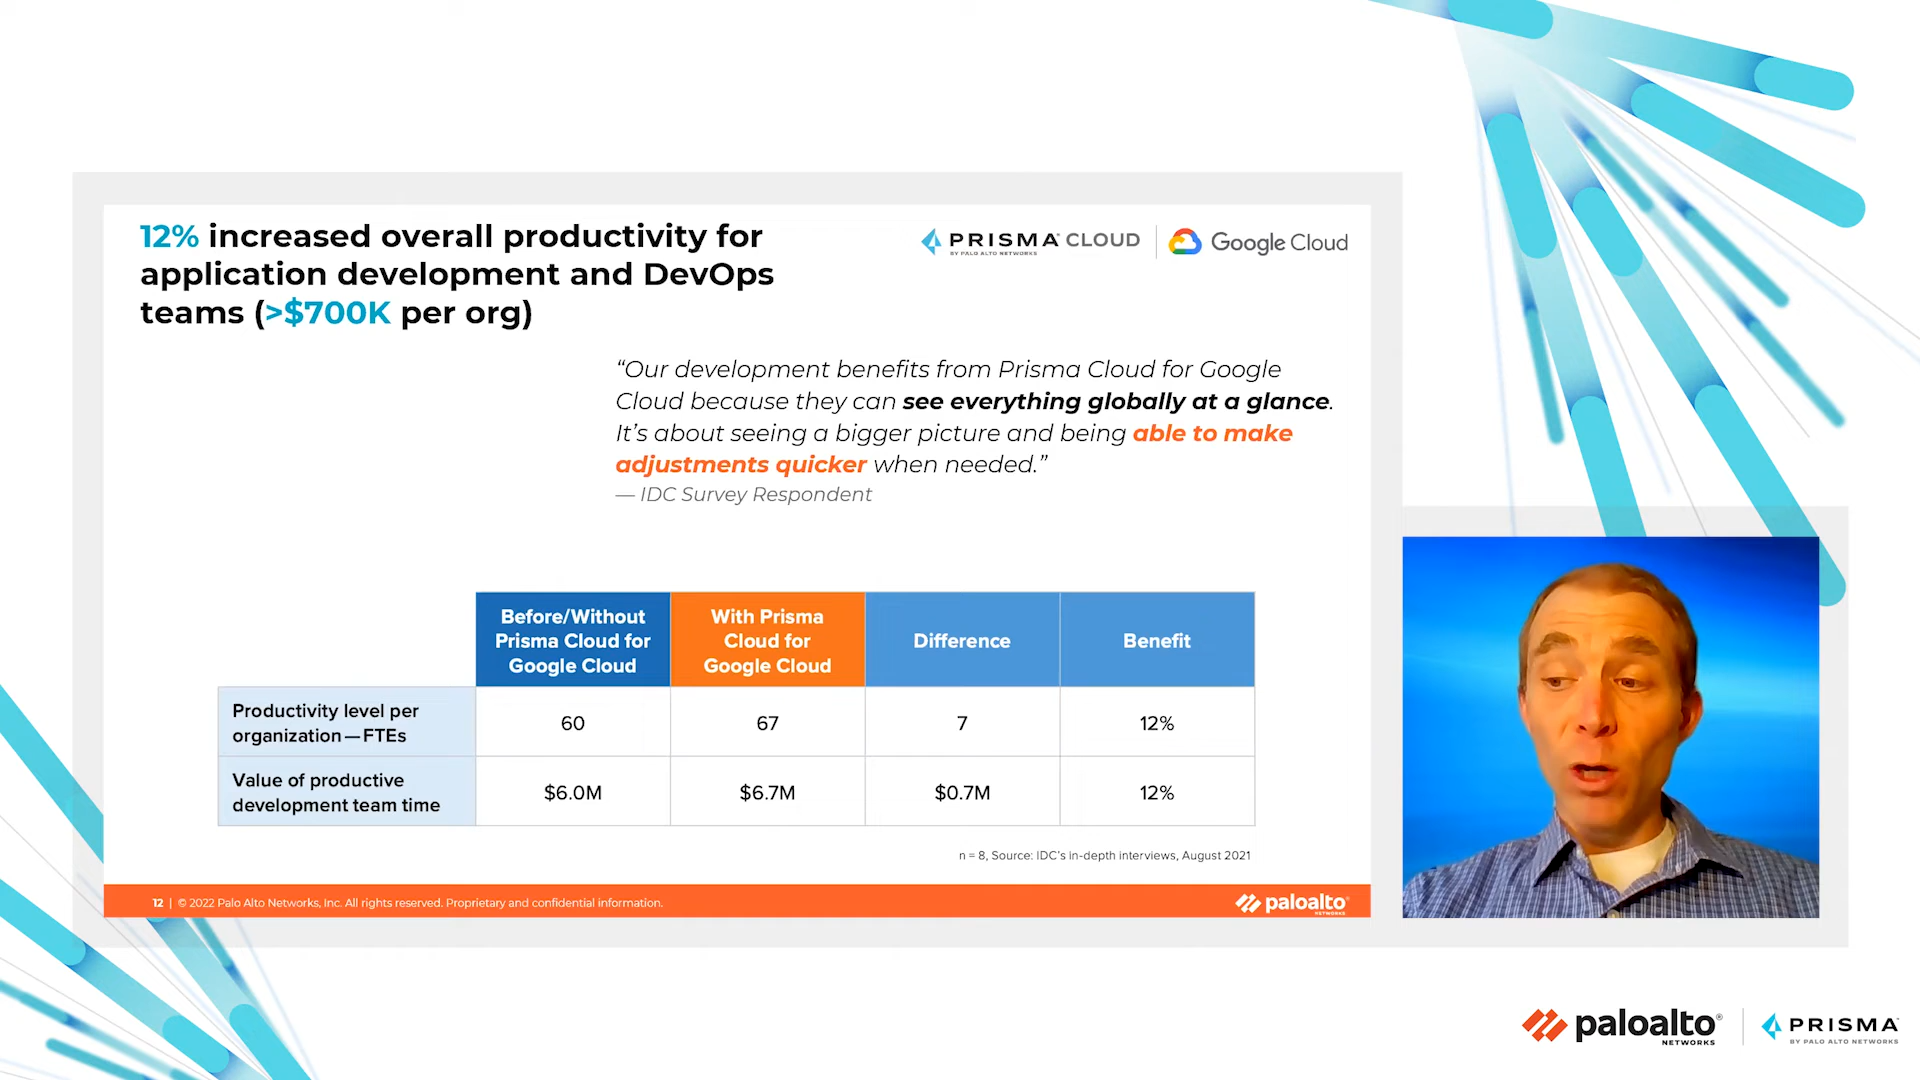 12% increased overall productivity for
application development and DevOps
teams (>$700K per org)
PRISMA CLOUD
BY PALO ALTO NETWORKS
Google Cloud
“Our development benefits from Prisma Cloud for Google
Cloud because they can see everything globally at a glance.
It’s about seeing a bigger picture and being able to make
adjustments quicker when needed.”
— IDC Survey Respondent
Before/Without Prisma Cloud for Google Cloud
With Prisma Cloud for Google Cloud
Difference
Benefit
Productivity level per organization—FTEs
60
67
7
12%
Value of productive development team time
$6.0M
$6.7M
$0.7M
12%
n = 8, Source: IDC’s in-depth interviews, August 2021
12 | © 2022 Palo Alto Networks, Inc. All rights reserved. Proprietary and confidential information.
paloalto
NETWORKS
paloalto®
NETWORKS
PRISMA
BY PALO ALTO NETWORKS